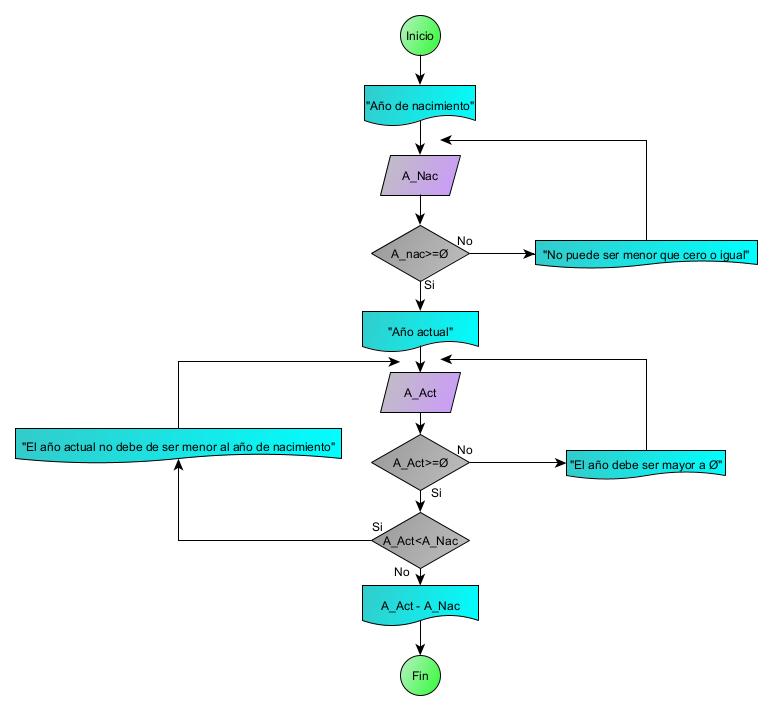 Inicio
"Año de nacimiento"
A_Nac
A_nac>=Ø
No
"No puede ser menor que cero o igual"
Si
"Año actual"
A_Act
"El año actual no debe de ser menor al año de nacimiento"
A_Act>=Ø
No
"El año debe ser mayor a Ø"
Si
Si
A_Act<A_Nac
No
A_Act - A_Nac
Fin